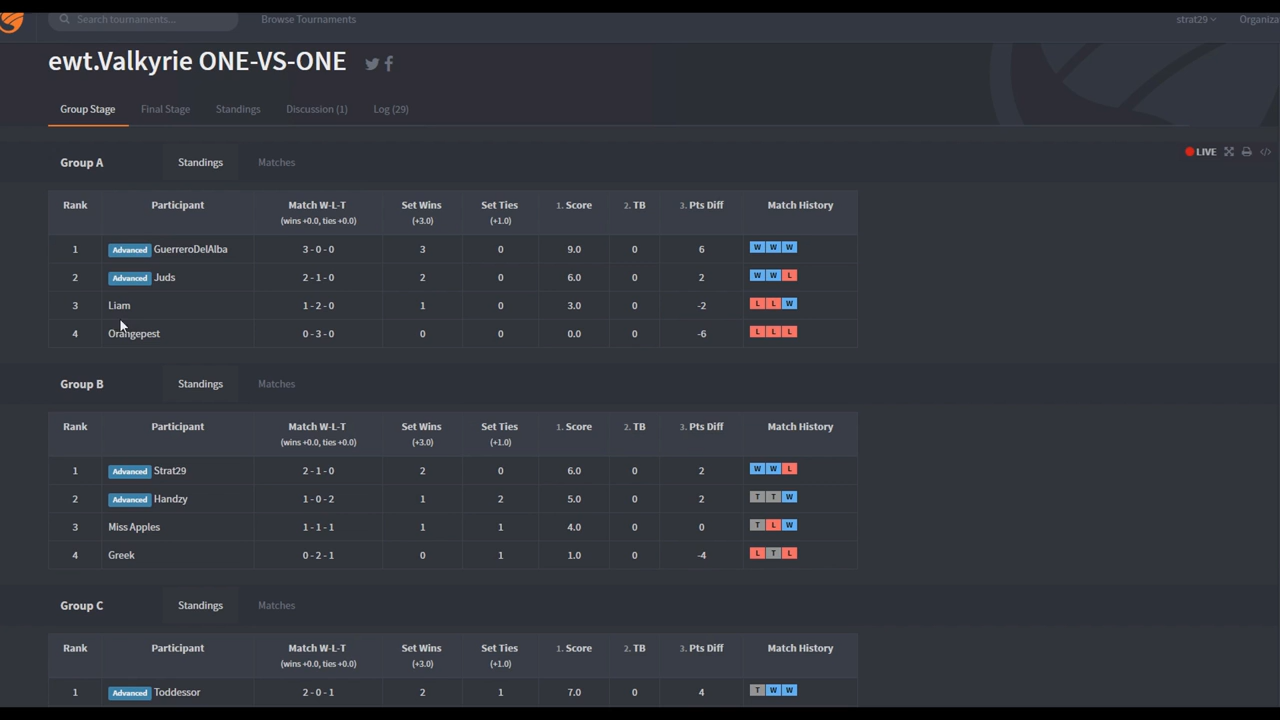 Search tournaments... Browse Tournaments strat29 Organiza
ewt.Valkyrie ONE-VS-ONE
Group Stage Final Stage Standings Discussion (1) Log (29)
LIVE
Group A Standings Matches
Rank Participant Match W-L-T Set Wins Set Ties 1. Score 2. TB 3. Pts Diff Match History
(wins +0.0, ties +0.0) (+3.0) (+1.0)
1 Advanced GuerreroDelAlba 3 - 0 - 0 3 0 9.0 0 6 W W W
2 Advanced Juds 2 - 1 - 0 2 0 6.0 0 2 W W L
3 Liam 1 - 2 - 0 1 0 3.0 0 -2 L L W
4 Orangepest 0 - 3 - 0 0 0 0.0 0 -6 L L L
Group B Standings Matches
Rank Participant Match W-L-T Set Wins Set Ties 1. Score 2. TB 3. Pts Diff Match History
(wins +0.0, ties +0.0) (+3.0) (+1.0)
1 Advanced Strat29 2 - 1 - 0 2 0 6.0 0 2 W W L
2 Advanced Handzy 1 - 0 - 2 1 2 5.0 0 2 T T W
3 Miss Apples 1 - 1 - 1 1 1 4.0 0 0 T L W
4 Greek 0 - 2 - 1 0 1 1.0 0 -4 L T L
Group C Standings Matches
Rank Participant Match W-L-T Set Wins Set Ties 1. Score 2. TB 3. Pts Diff Match History
(wins +0.0, ties +0.0) (+3.0) (+1.0)
1 Advanced Toddessor 2 - 0 - 1 2 1 7.0 0 4 T W W